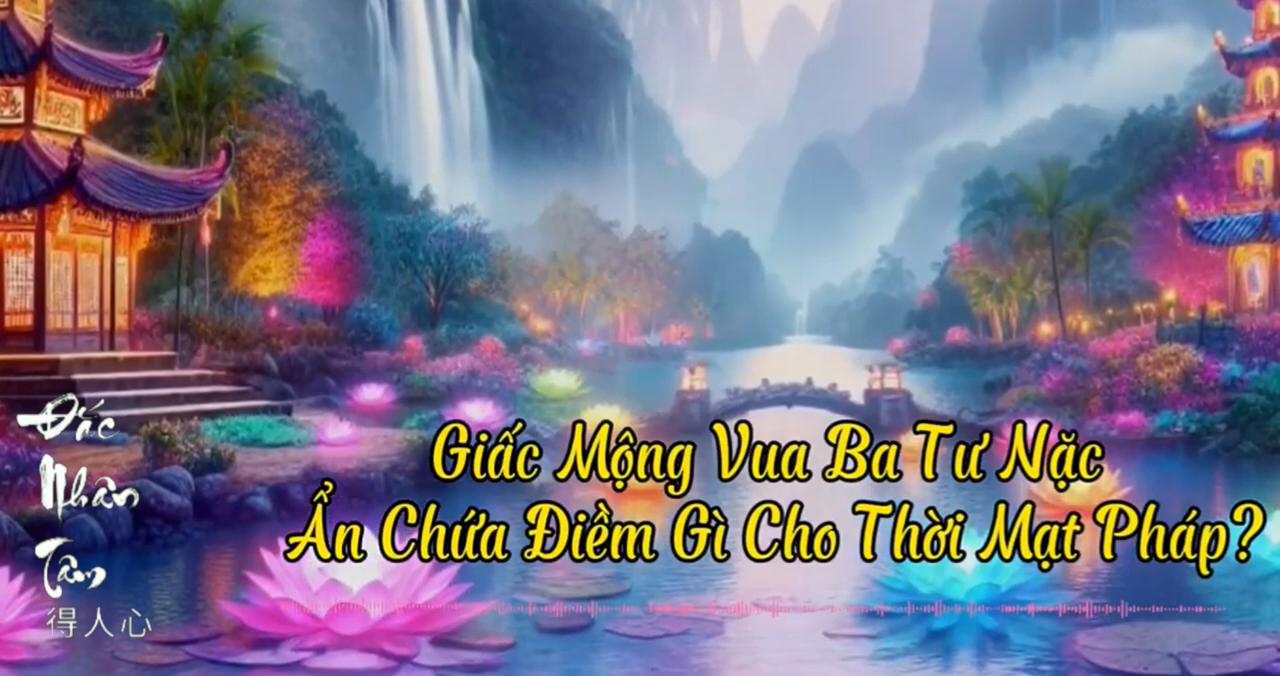 Giấc Mộng Vua Ba Tư Nặc
Ẩn Chứa Điềm Gì Cho Thời Mạt Pháp?
Đắc
Nhân
Tâm
得人心